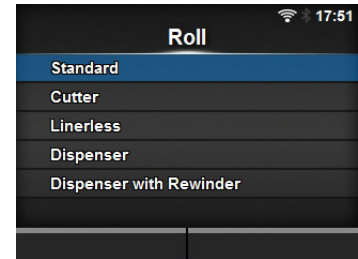 17:51
Roll
Standard
Cutter
Linerless
Dispenser
Dispenser with Rewinder